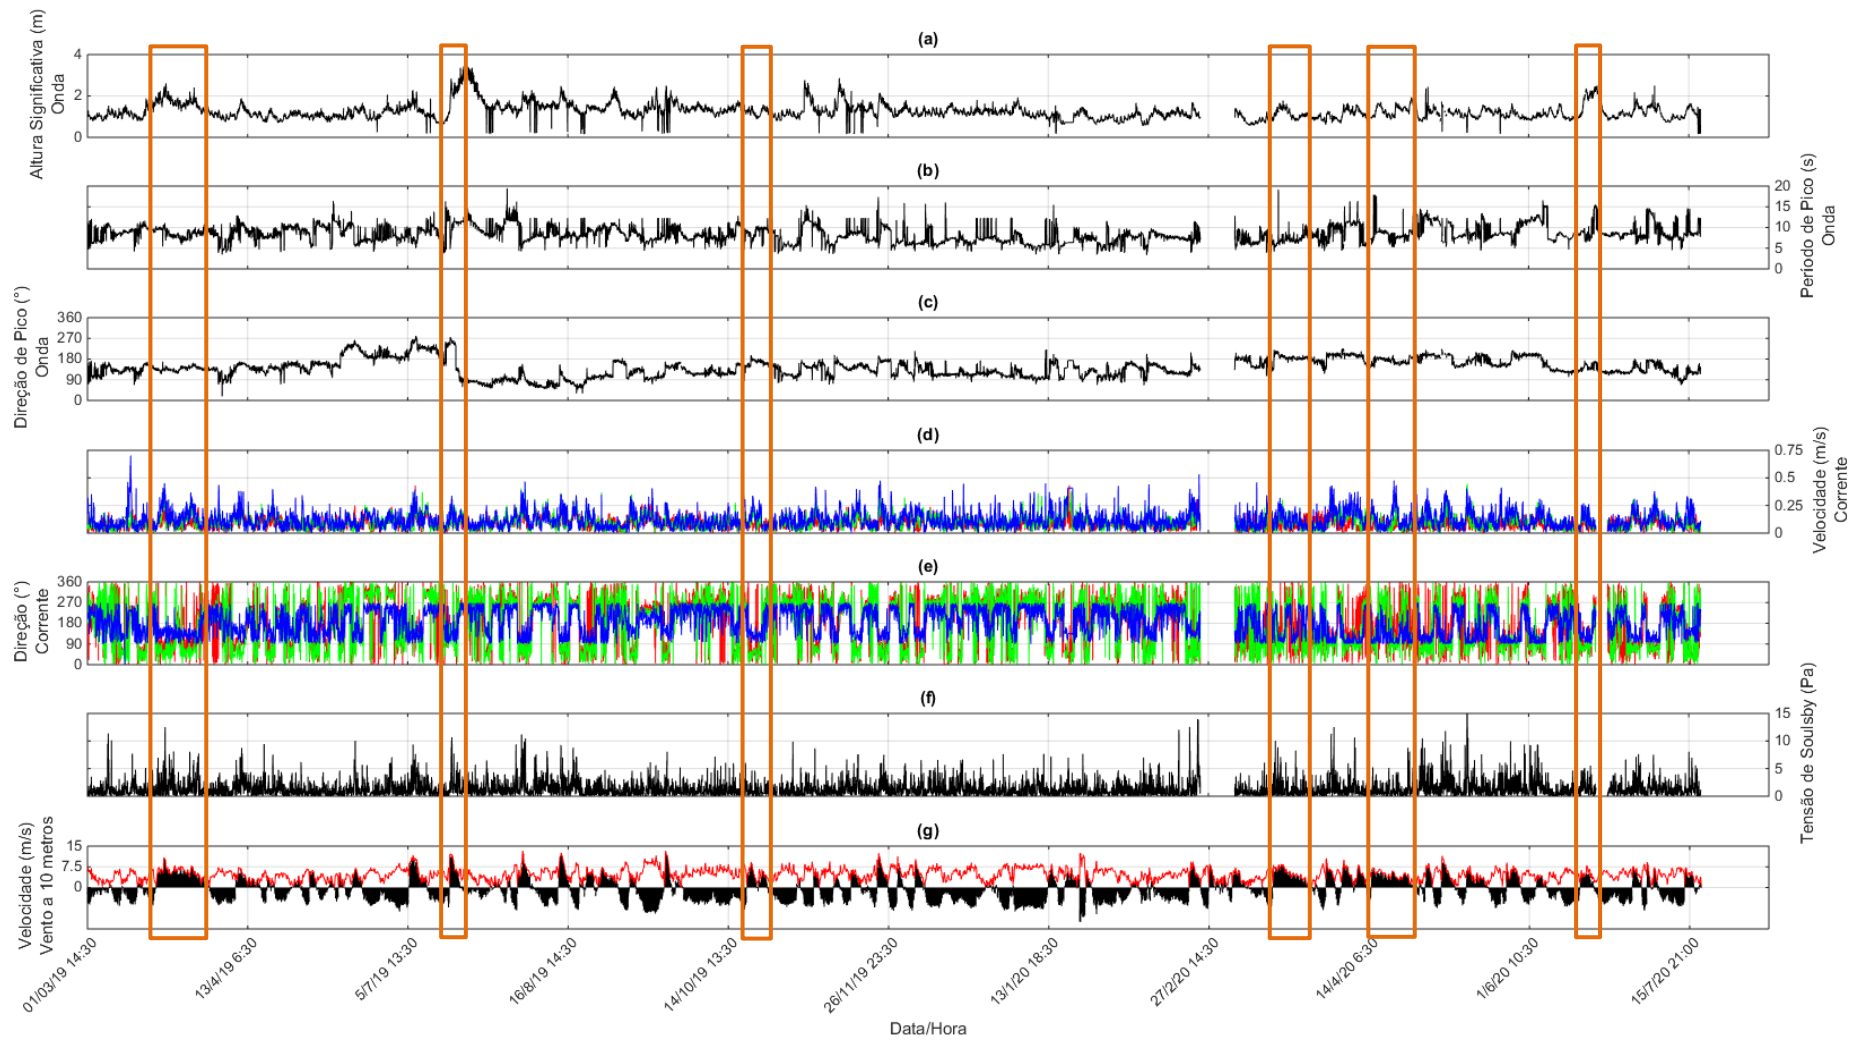 (a)
Altura Significativa (m)
Onda
4
2
0
(b)
20
15
10
5
0
Período de Pico (s)
Onda
(c)
Direção de Pico (°)
Onda
360
270
180
90
0
(d)
0.75
0.5
0.25
0
Velocidade (m/s)
Corrente
(e)
Direção (°)
Corrente
360
270
180
90
0
(f)
15
10
5
0
Tensão de Soulsby (Pa)
(g)
Velocidade (m/s)
Vento a 10 metros
15
7.5
0
01/03/19 14:30
13/4/19 6:30
5/7/19 13:30
16/8/19 14:30
14/10/19 13:30
26/11/19 23:30
13/1/20 18:30
27/2/20 14:30
14/4/20 6:30
1/6/20 10:30
15/7/20 21:00
Data/Hora